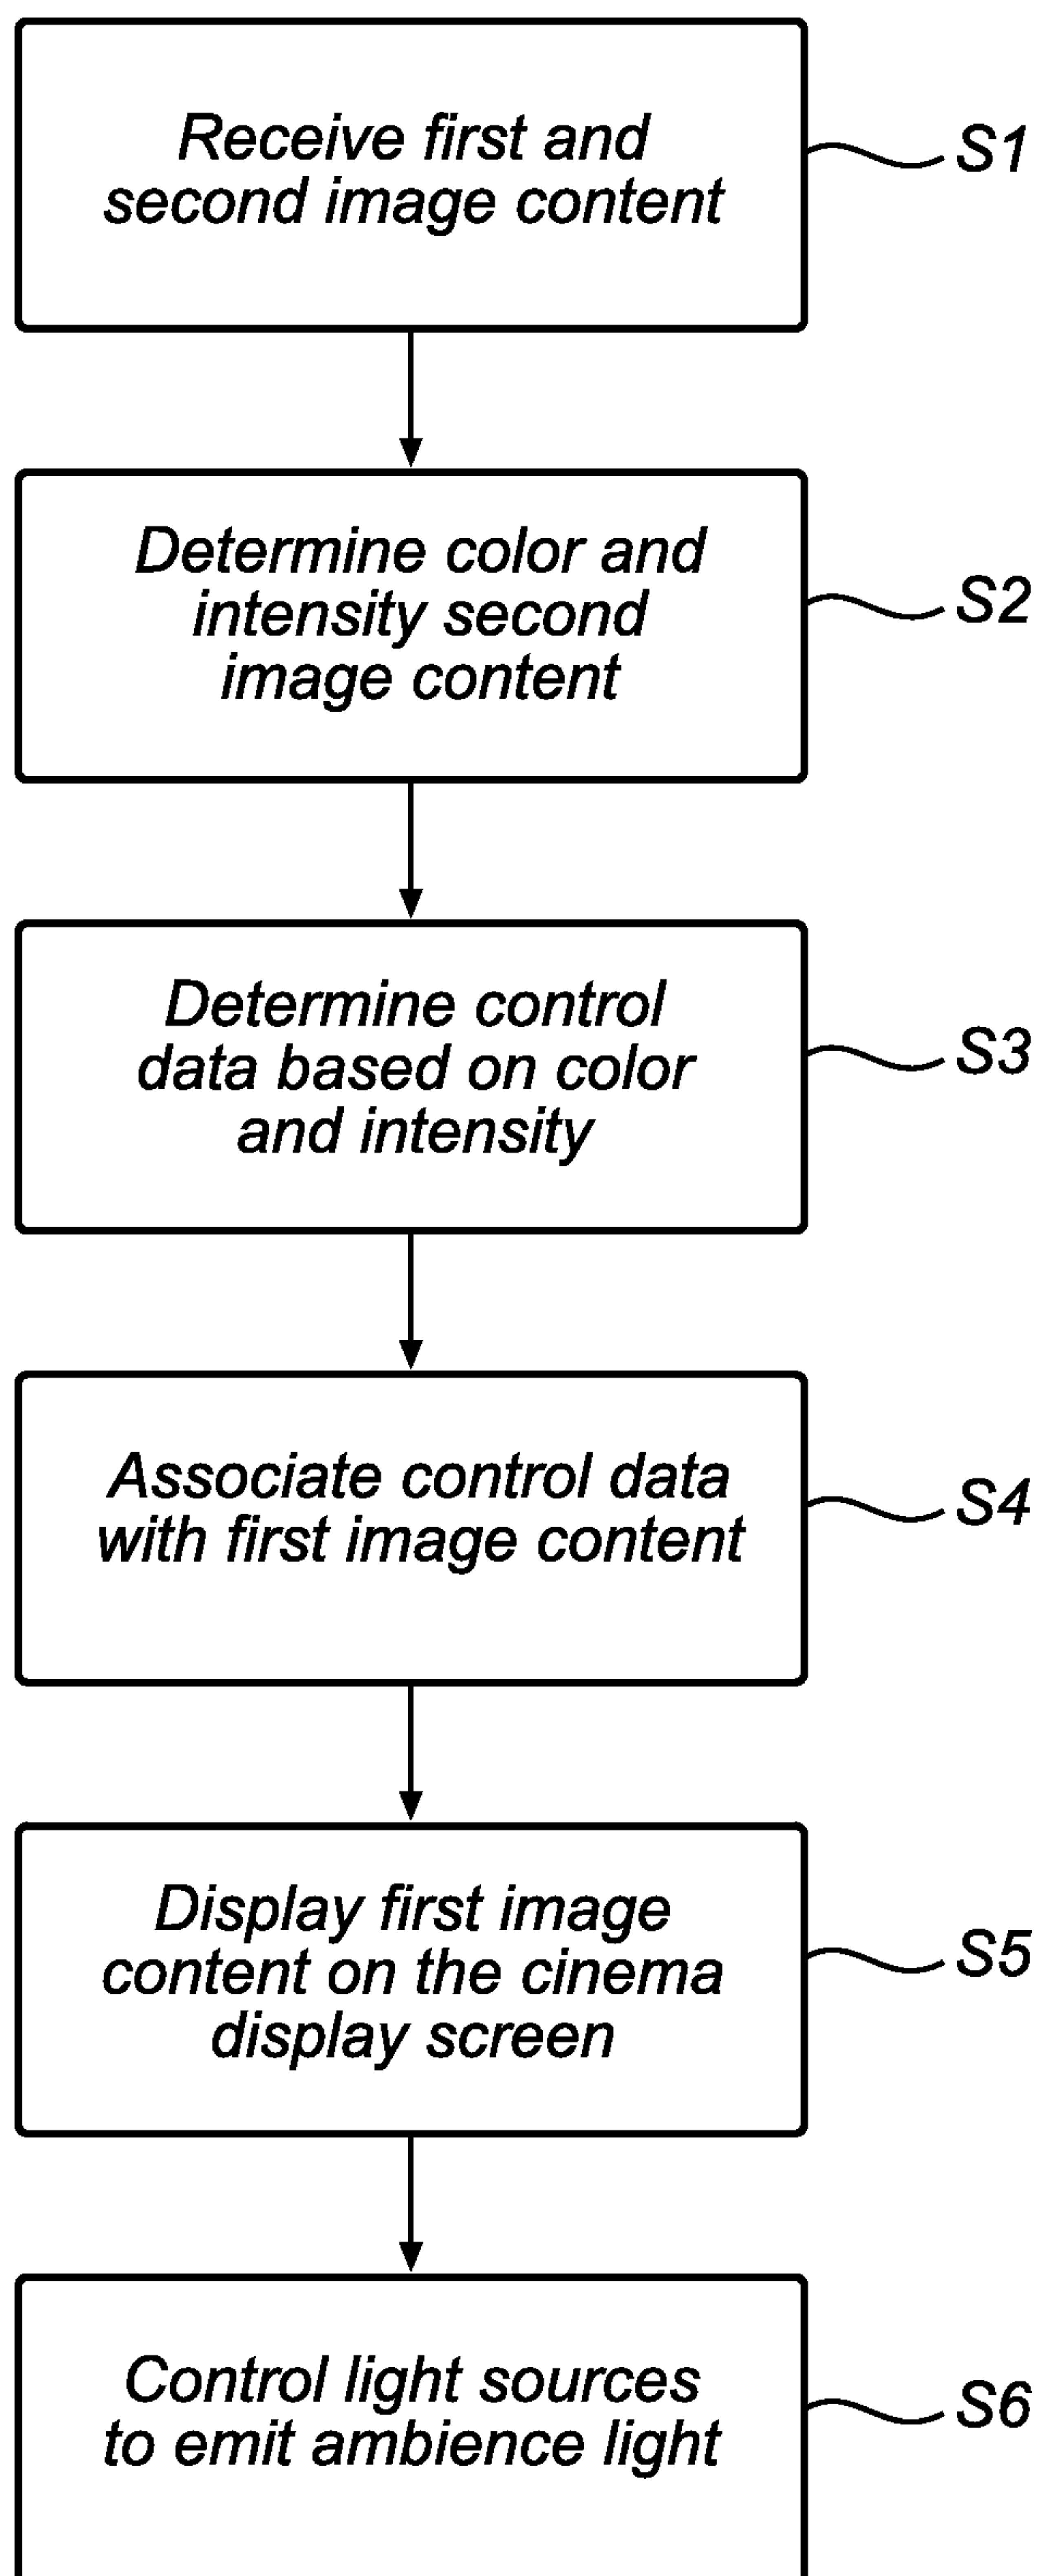 Receive first and
second image content
S1
Determine color and
intensity second
image content
S2
Determine control
data based on color
and intensity
S3
Associate control data
with first image content
S4
Display first image
content on the cinema
display screen
S5
Control light sources
to emit ambience light
S6